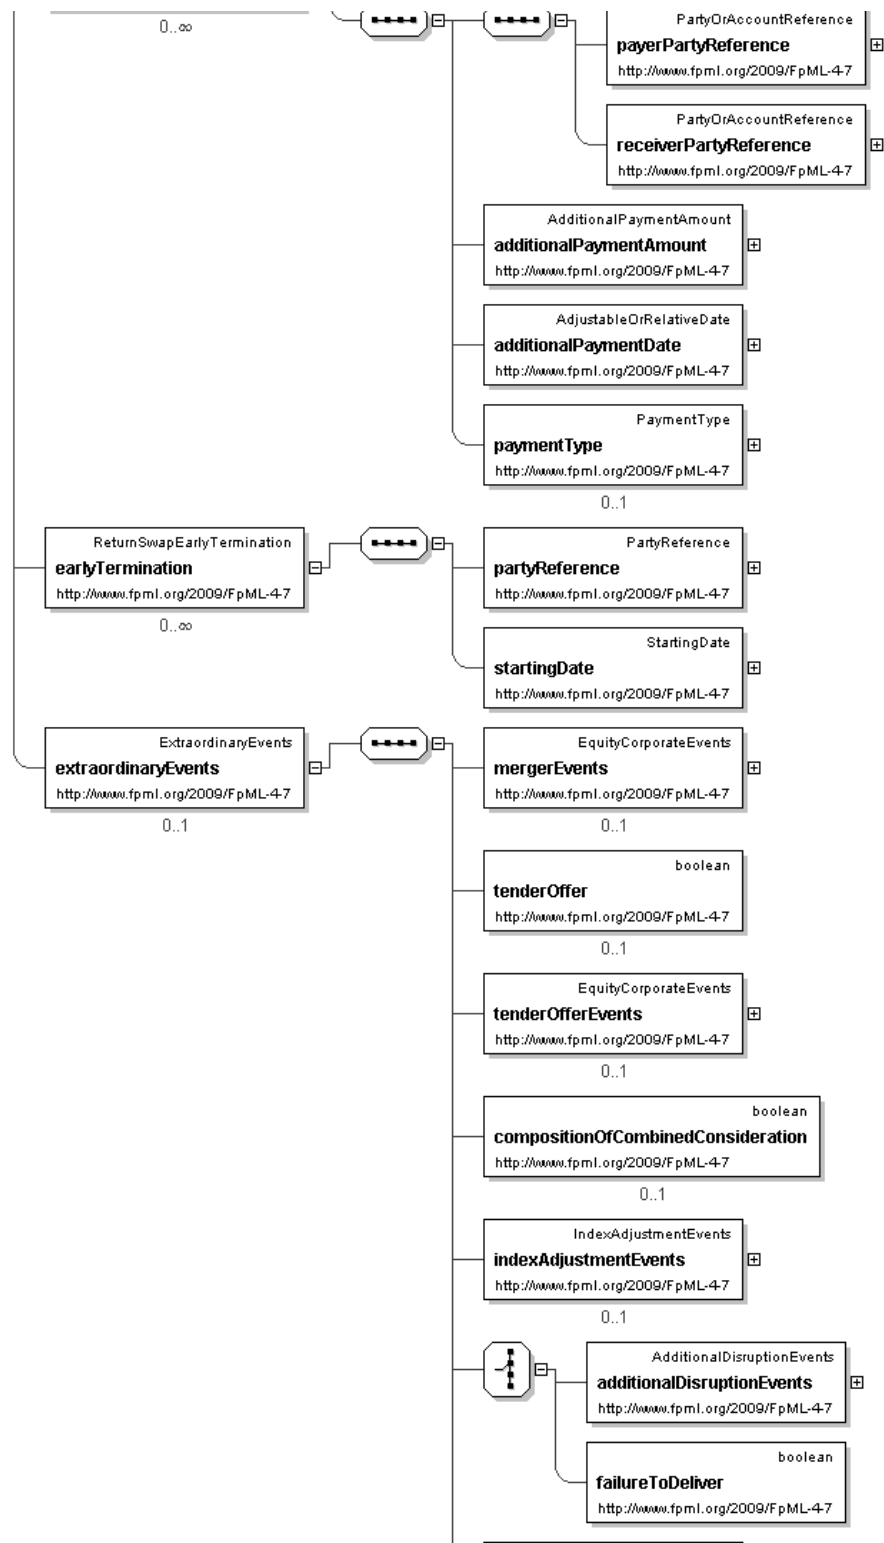 0..∞
PartyOrAccountReference
payerPartyReference
http://www.fpml.org/2009/FpML-4-7
PartyOrAccountReference
receiverPartyReference
http://www.fpml.org/2009/FpML-4-7
AdditionalPaymentAmount
additionalPaymentAmount
http://www.fpml.org/2009/FpML-4-7
AdjustableOrRelativeDate
additionalPaymentDate
http://www.fpml.org/2009/FpML-4-7
PaymentType
paymentType
http://www.fpml.org/2009/FpML-4-7
0..1
ReturnSwapEarlyTermination
earlyTermination
http://www.fpml.org/2009/FpML-4-7
0..∞
PartyReference
partyReference
http://www.fpml.org/2009/FpML-4-7
StartingDate
startingDate
http://www.fpml.org/2009/FpML-4-7
ExtraordinaryEvents
extraordinaryEvents
http://www.fpml.org/2009/FpML-4-7
0..1
EquityCorporateEvents
mergerEvents
http://www.fpml.org/2009/FpML-4-7
0..1
boolean
tenderOffer
http://www.fpml.org/2009/FpML-4-7
0..1
EquityCorporateEvents
tenderOfferEvents
http://www.fpml.org/2009/FpML-4-7
0..1
boolean
compositionOfCombinedConsideration
http://www.fpml.org/2009/FpML-4-7
0..1
IndexAdjustmentEvents
indexAdjustmentEvents
http://www.fpml.org/2009/FpML-4-7
0..1
AdditionalDisruptionEvents
additionalDisruptionEvents
http://www.fpml.org/2009/FpML-4-7
boolean
failureToDeliver
http://www.fpml.org/2009/FpML-4-7